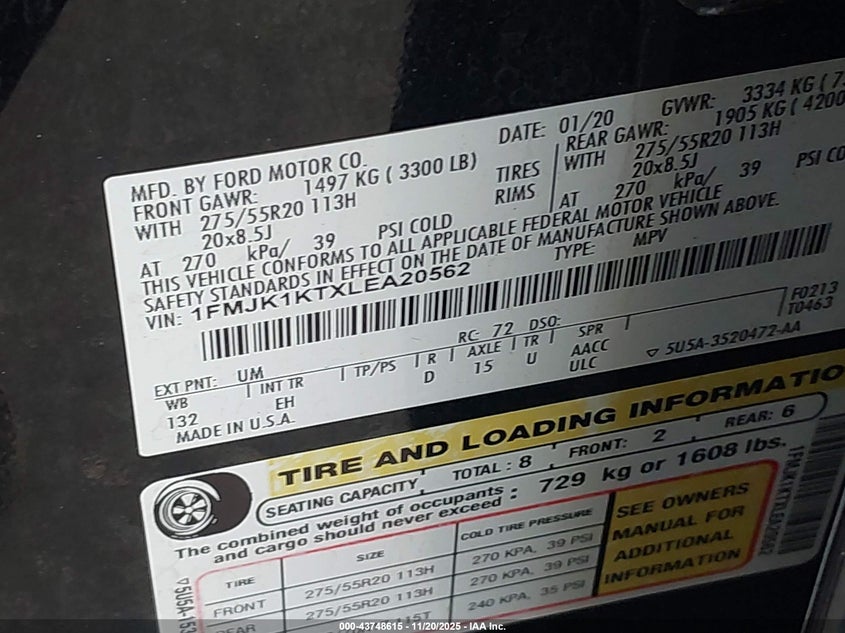 MFD. BY FORD MOTOR CO.
DATE: 01/20
GVWR: 3334 KG (
FRONT GAWR: 1497 KG ( 3300 LB)
REAR GAWR: 1905 KG ( 4200
WITH 275/55R20 113H
TIRES
WITH 275/55R20 113H
20x8.5J
RIMS
20x8.5J
AT 270 kPa/ 39 PSI COLD
AT 270 kPa/ 39 PSI CO
THIS VEHICLE CONFORMS TO ALL APPLICABLE FEDERAL MOTOR VEHICLE
SAFETY STANDARDS IN EFFECT ON THE DATE OF MANUFACTURE SHOWN ABOVE.
VIN: 1FMJK1KTXLEA20562
TYPE: MPV
F0213
T0463
EXT PNT: UM
RC: 72 DSO:
WB INT TR TP/PS R AXLE TR SPR
132 EH D 15 U AACC
ULC
5U5A-3520472-AA
MADE IN U.S.A.
TIRE AND LOADING INFORMATIO
SEATING CAPACITY TOTAL : 8 FRONT: 2 REAR: 6
The combined weight of occupants
and cargo should never exceed : 729 kg or 1608 lbs.
TIRE SIZE COLD TIRE PRESSURE
FRONT 275/55R20 113H 270 KPA, 39 PSI
REAR 275/55R20 113H 270 KPA, 39 PSI
115T 240 KPA, 35 PSI
SEE OWNERS
MANUAL FOR
ADDITIONAL
INFORMATION
1FMJK1KTXLEA20562
000-43748615 - 11/20/2025 - IAA Inc.